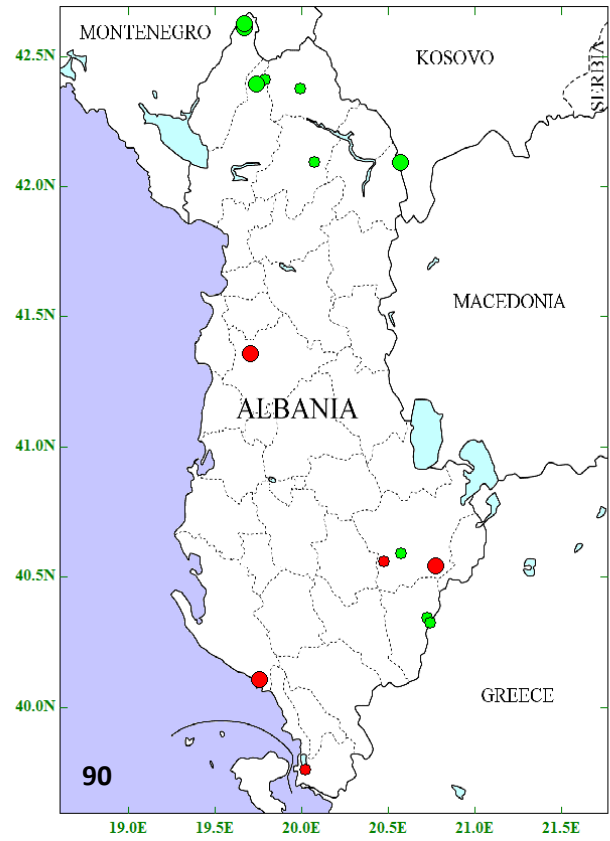 MONTENEGRO
KOSOVO
SERBIA
MACEDONIA
ALBANIA
GREECE
90
42.5N
42.0N
41.5N
41.0N
40.5N
40.0N
19.0E 19.5E 20.0E 20.5E 21.0E 21.5E